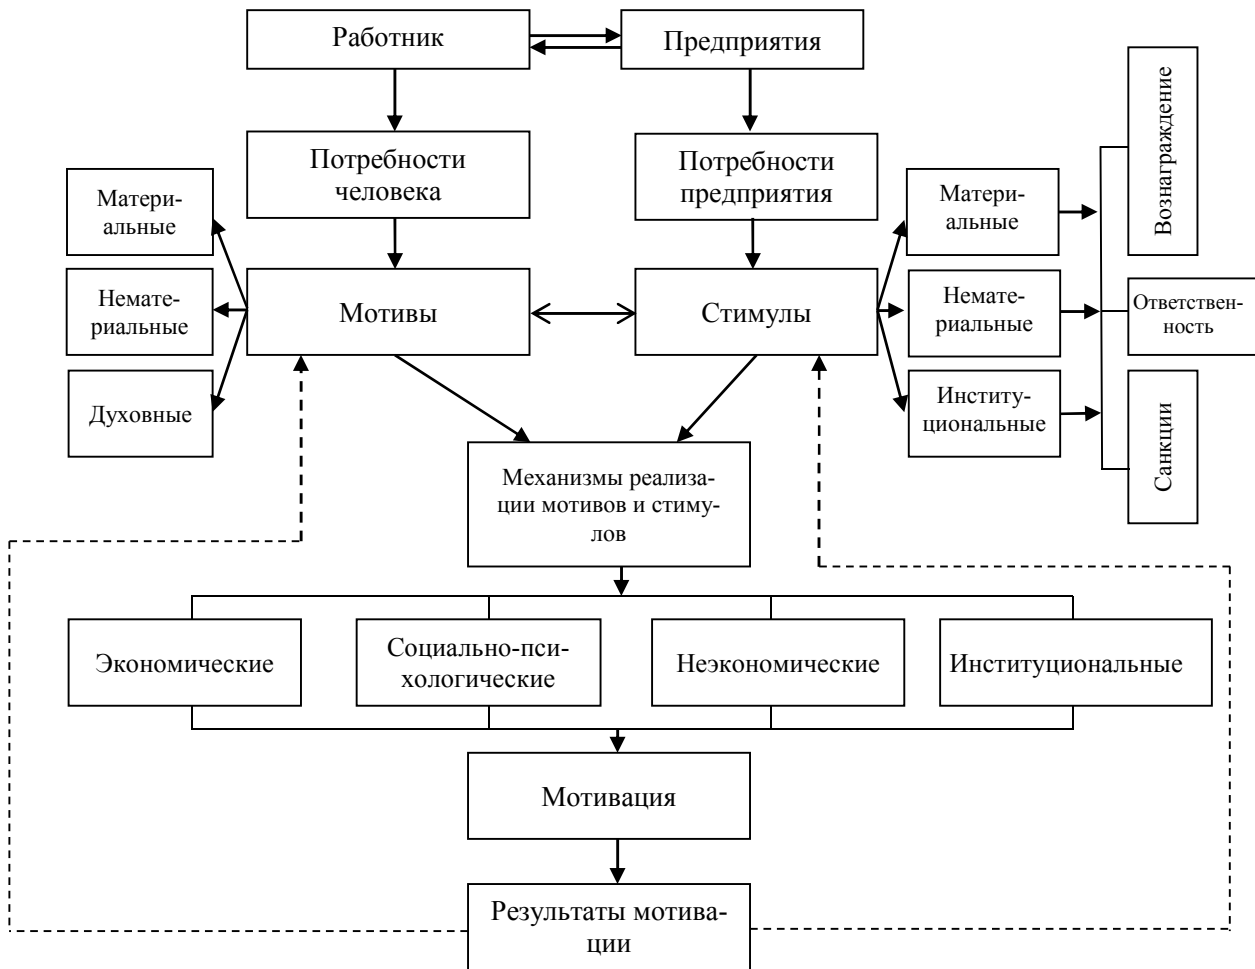 Работник
Предприятия
Потребности
человека
Потребности
предприятия
Матери-
альные
Немате-
риальные
Духовные
Мотивы
Стимулы
Матери-
альные
Немате-
риальные
Институ-
циональные
Вознаграждение
Ответствен-
ность
Санкции
Механизмы реализа-
ции мотивов и стиму-
лов
Экономические
Социально-пси-
хологические
Неэкономические
Институциональные
Мотивация
Результаты мотива-
ции